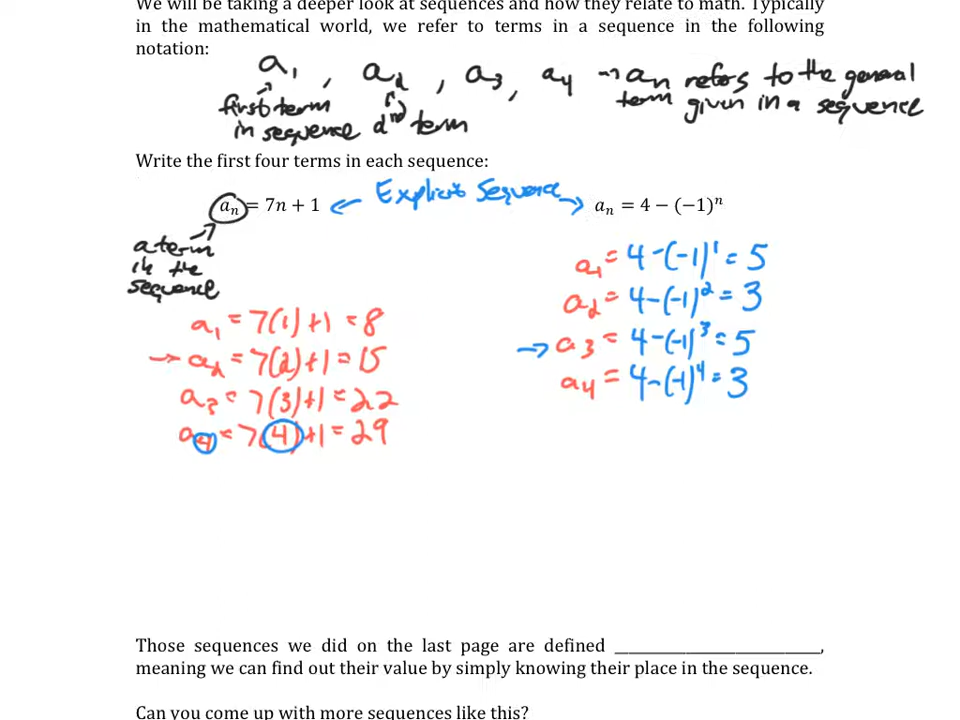 We will be taking a deeper look at sequences and how they relate to math. Typically
in the mathematical world, we refer to terms in a sequence in the following
notation:
a₁ , a₂ , a₃ , a₄ → an refers to the general
term given in a sequence
first term
in sequence
2nd term
Write the first four terms in each sequence:
aₙ = 7n + 1 ← Explicit Sequence → aₙ = 4 − (−1)ⁿ
a term
in the
sequence
a₁ = 7(1)+1 = 8
→ a₂ = 7(2)+1 = 15
a₃ = 7(3)+1 = 22
a₄ = 7(4)+1 = 29
a₁ = 4-(-1)¹ = 5
a₂ = 4-(-1)² = 3
→ a₃ = 4-(-1)³ = 5
a₄ = 4-(-1)⁴ = 3
Those sequences we did on the last page are defined ______________________,
meaning we can find out their value by simply knowing their place in the sequence.
Can you come up with more sequences like this?